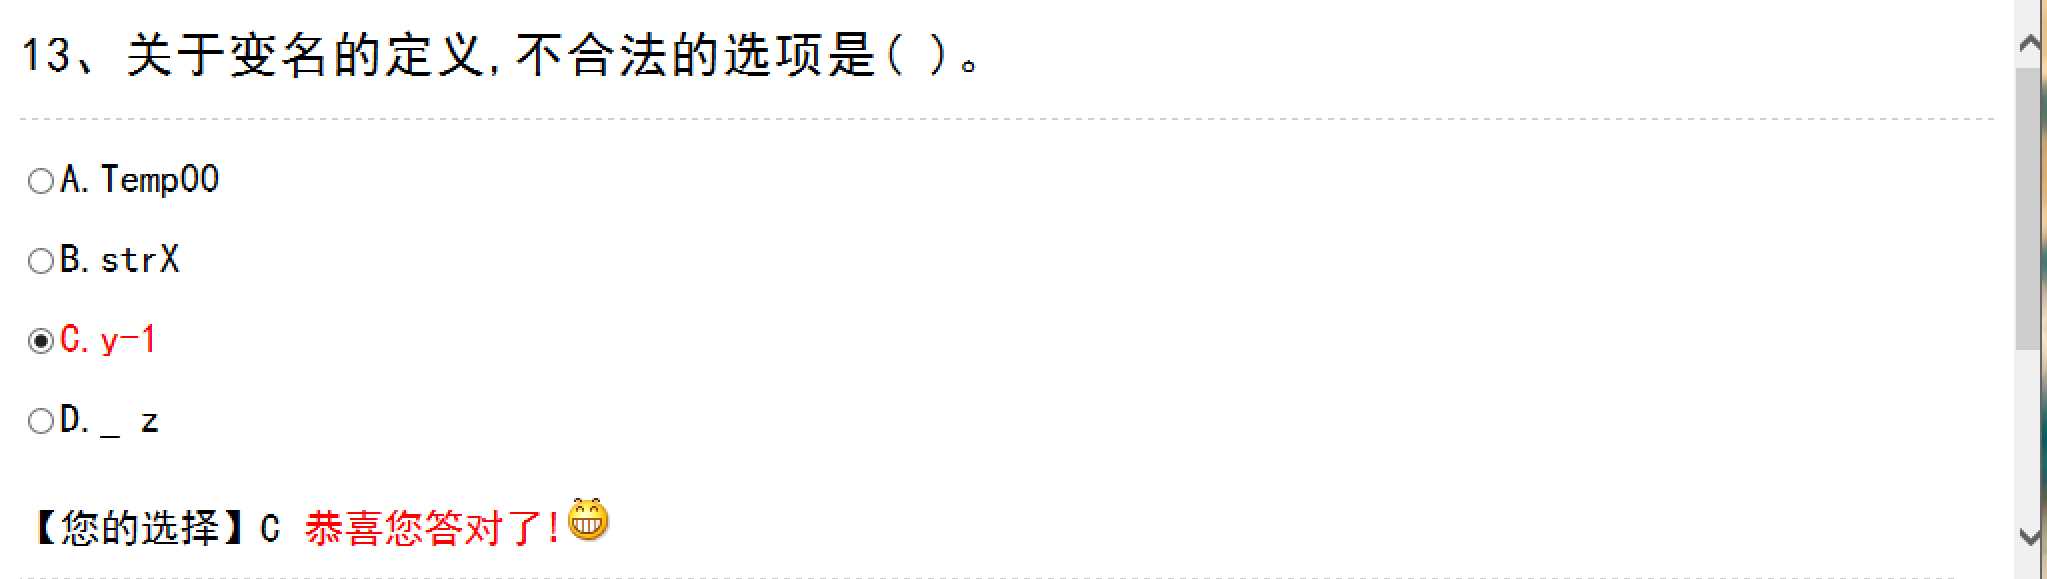 13、关于变名的定义,不合法的选项是( )。
A. Temp00
B. strX
C. y-1
D. _ z
【您的选择】C 恭喜您答对了!